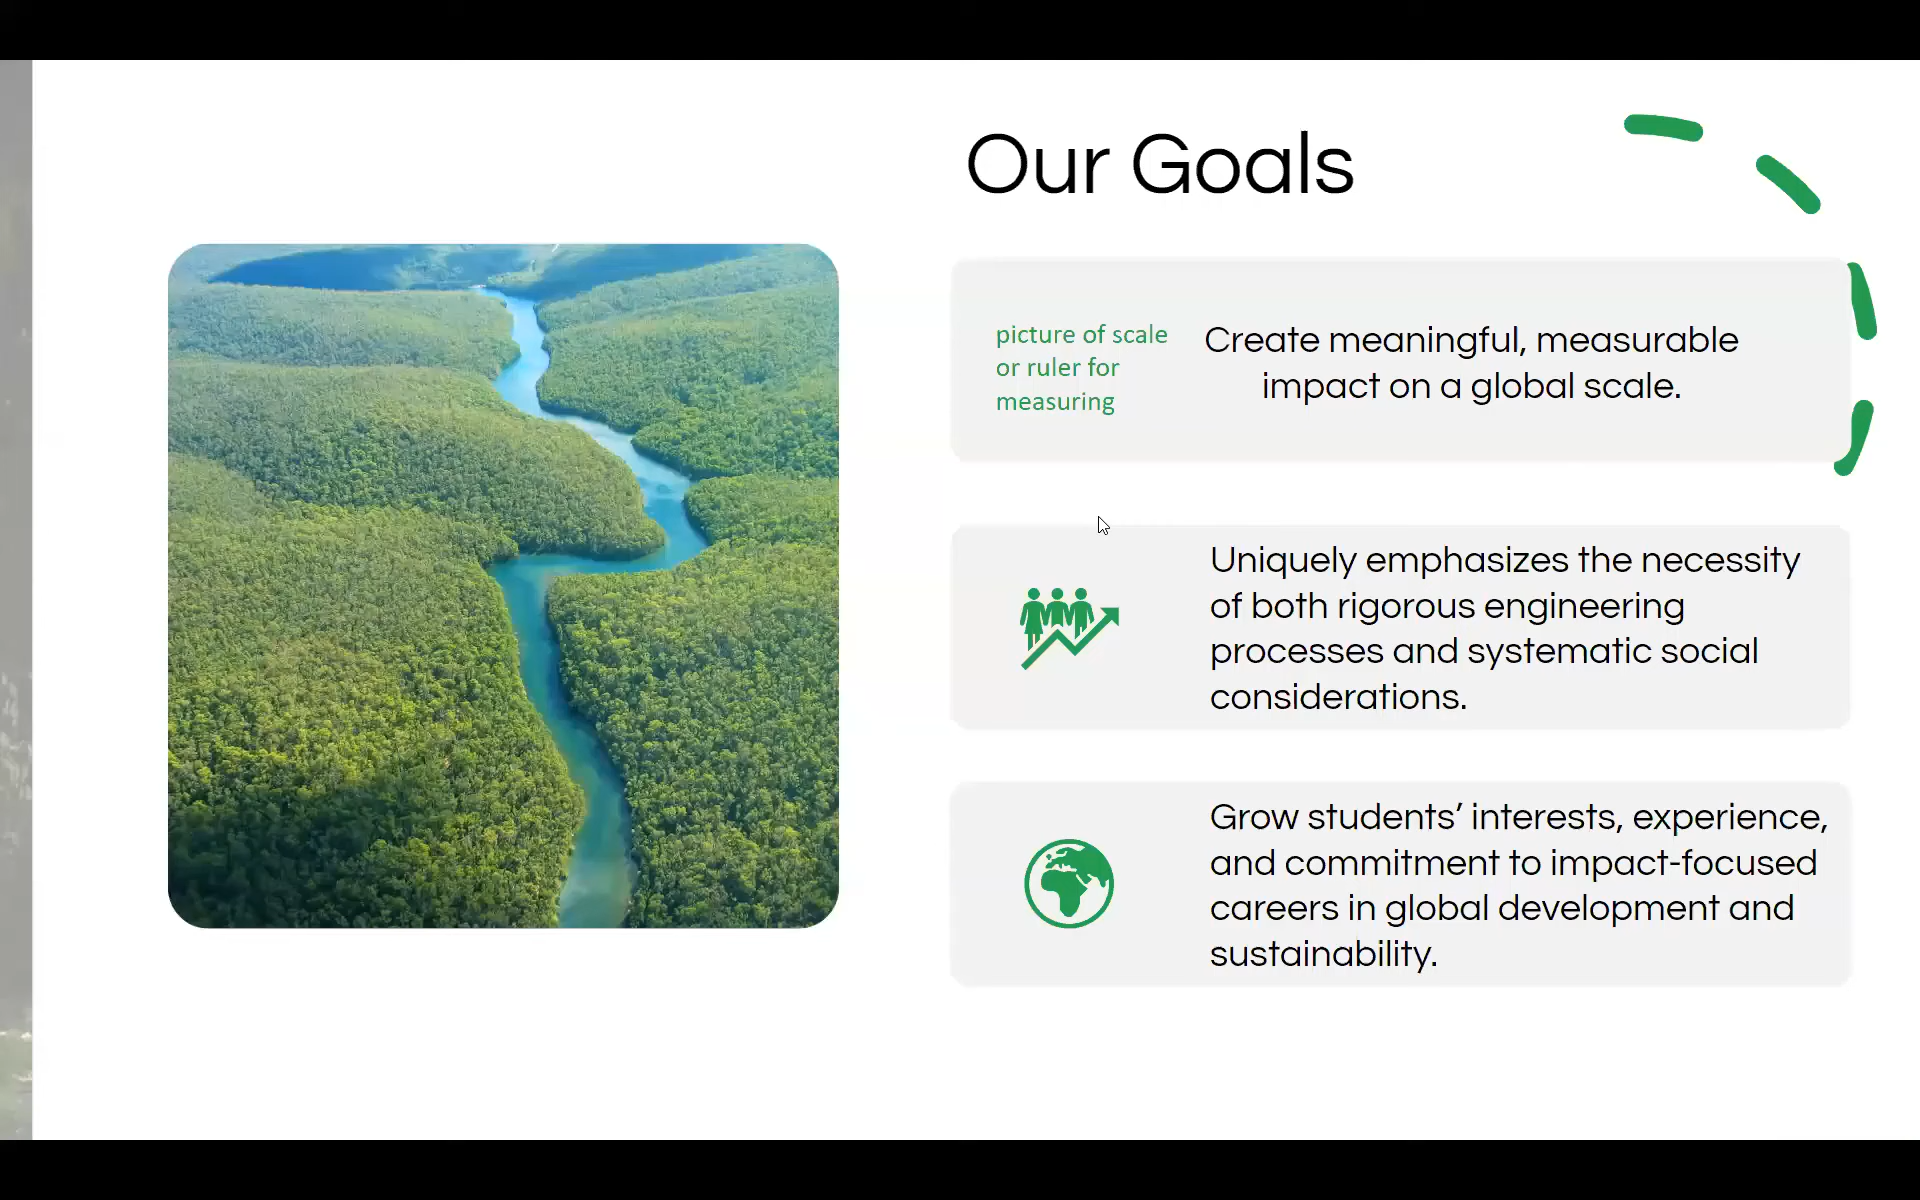 Our Goals
picture of scale
or ruler for
measuring
Create meaningful, measurable
impact on a global scale.
Uniquely emphasizes the necessity
of both rigorous engineering
processes and systematic social
considerations.
Grow students’ interests, experience,
and commitment to impact-focused
careers in global development and
sustainability.